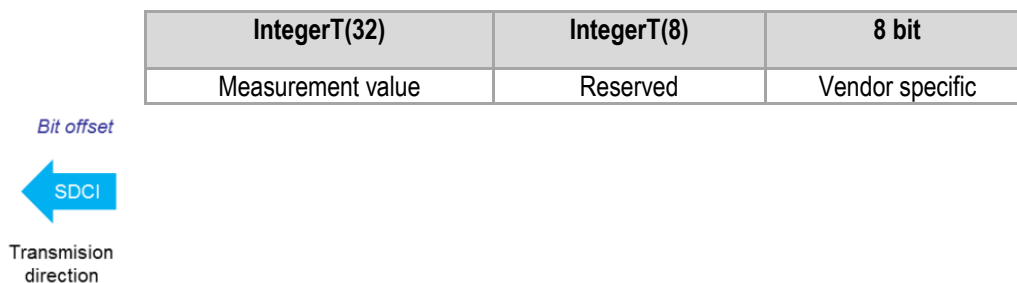 IntegerT(32) IntegerT(8) 8 bit
Measurement value Reserved Vendor specific
Bit offset
SDCI
Transmision
direction